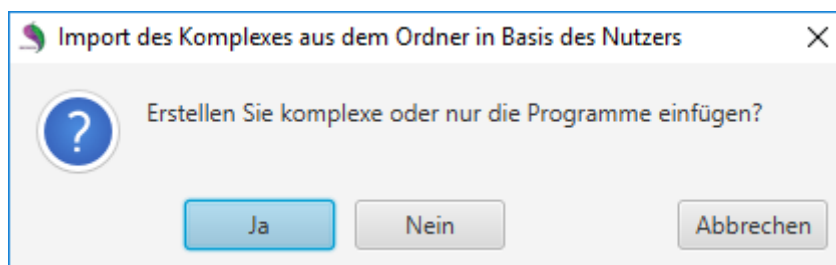 Import des Komplexes aus dem Ordner in Basis des Nutzers
Erstellen Sie komplexe oder nur die Programme einfügen?
Ja Nein Abbrechen